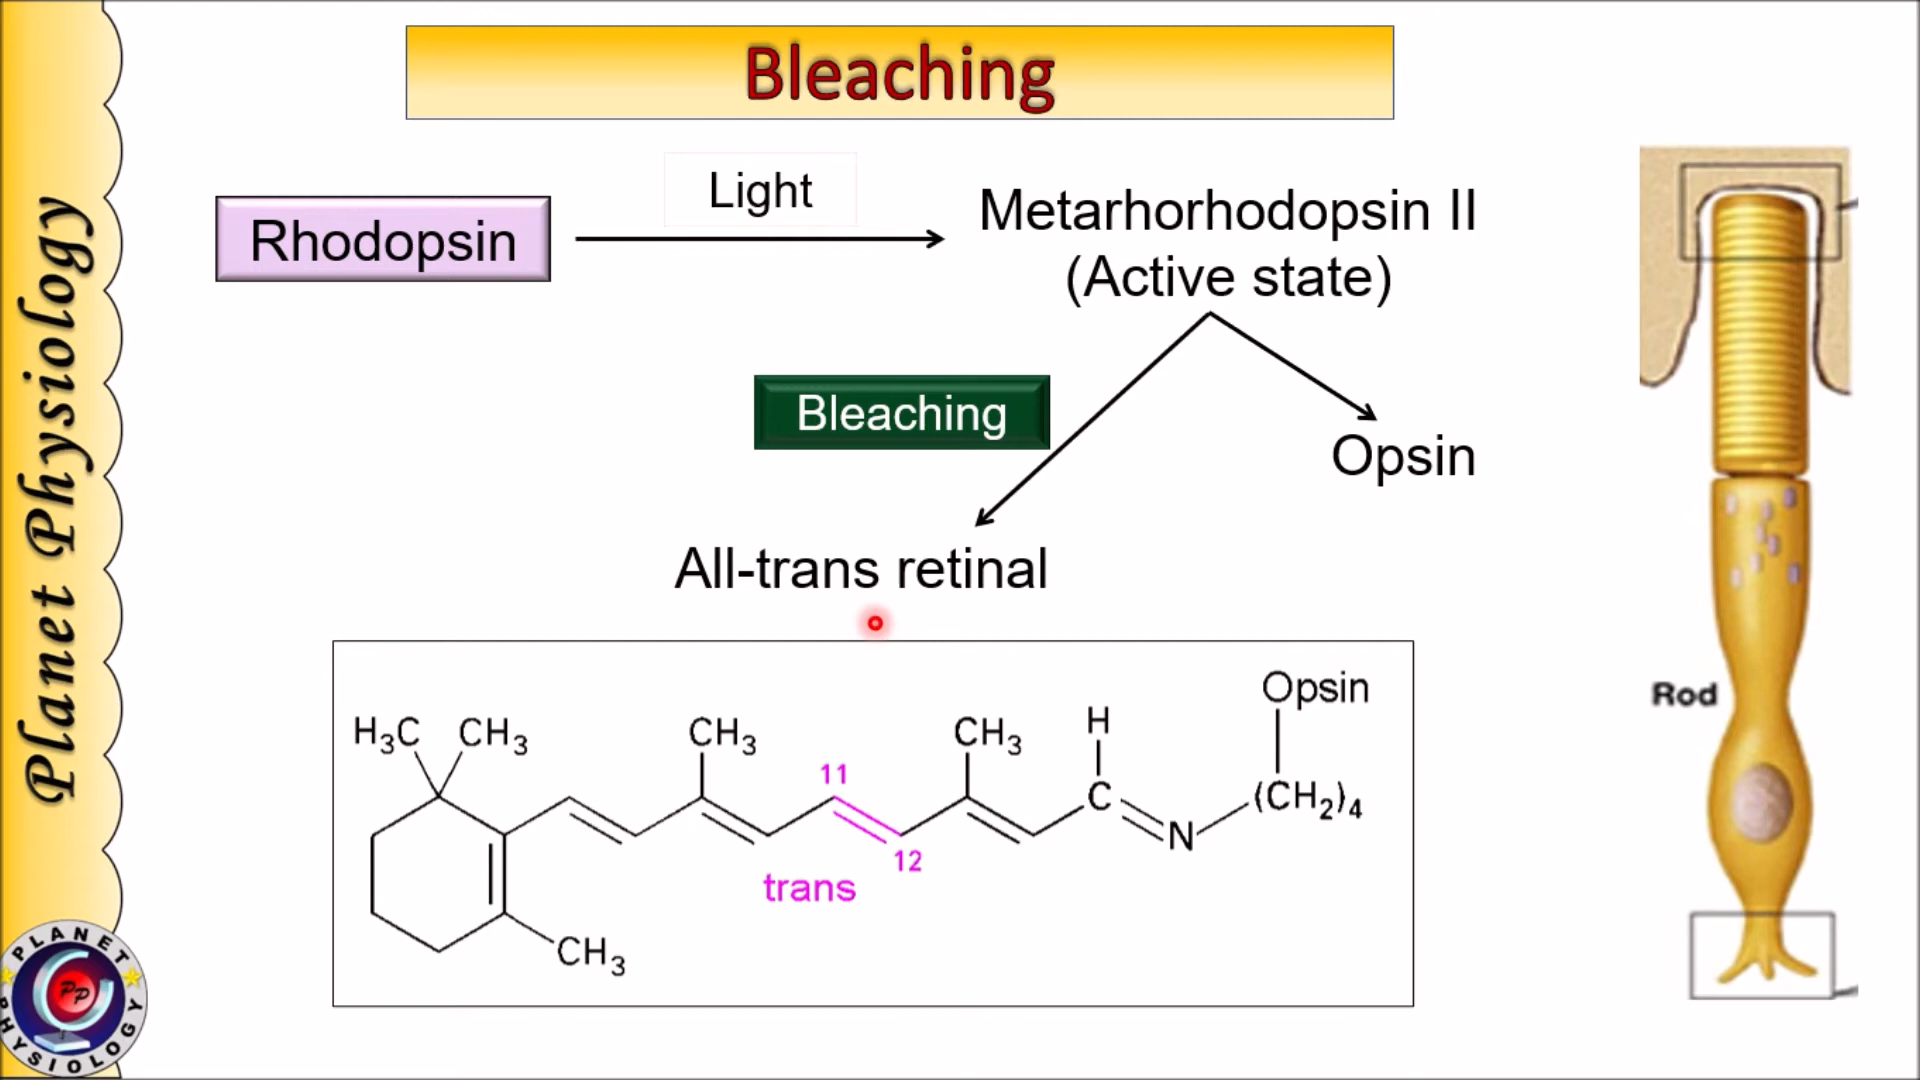 Bleaching
Light
Rhodopsin
Metarhorhodopsin II
(Active state)
Bleaching
Opsin
All-trans retinal
Opsin
H₃C CH₃
CH₃
CH₃
H
11
C
(CH₂)₄
N
12
trans
CH₃
Rod
Planet Physiology
PLANET
PP
PHYSIOLOGY